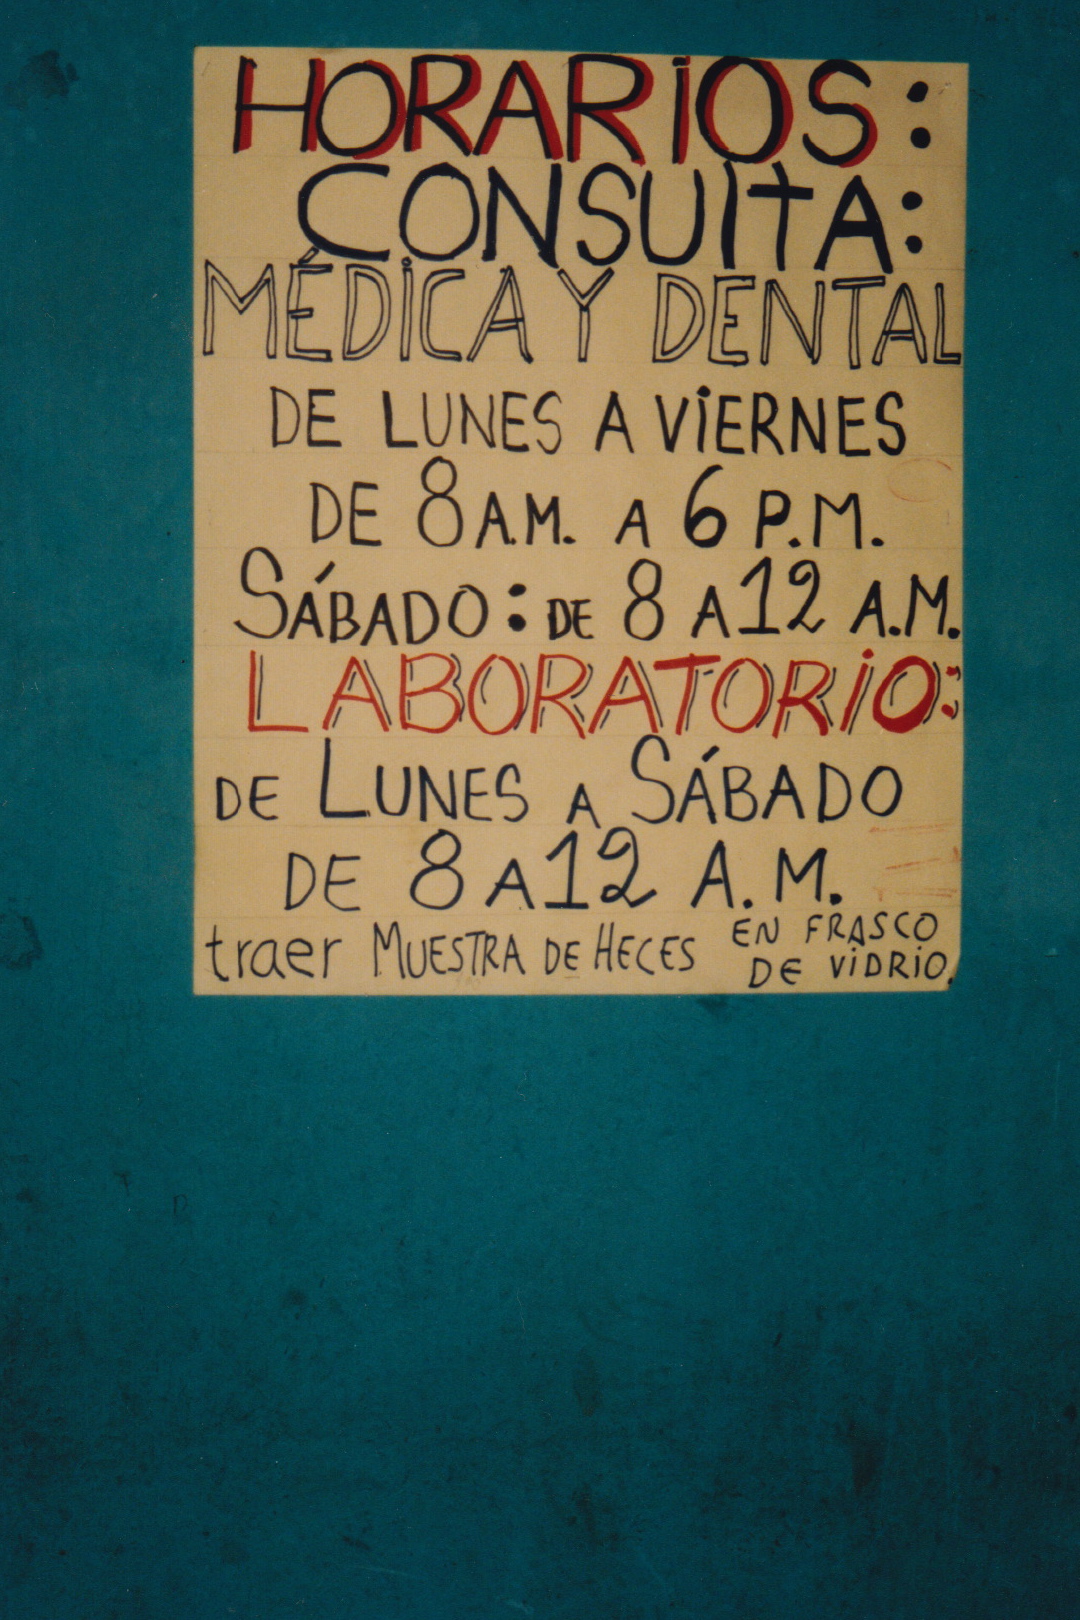 HORARIOS:
CONSUlTA:
MÉDICA Y DENTAL
DE LUNES A VIERNES
DE 8 A.M. A 6 P.M.
SÁBADO: DE 8 A 12 A.M.
LABORATORIO:
DE LUNES A SÁBADO
DE 8 A 12 A.M.
traer MUESTRA DE HECES EN FRASCO
DE VIDRIO.